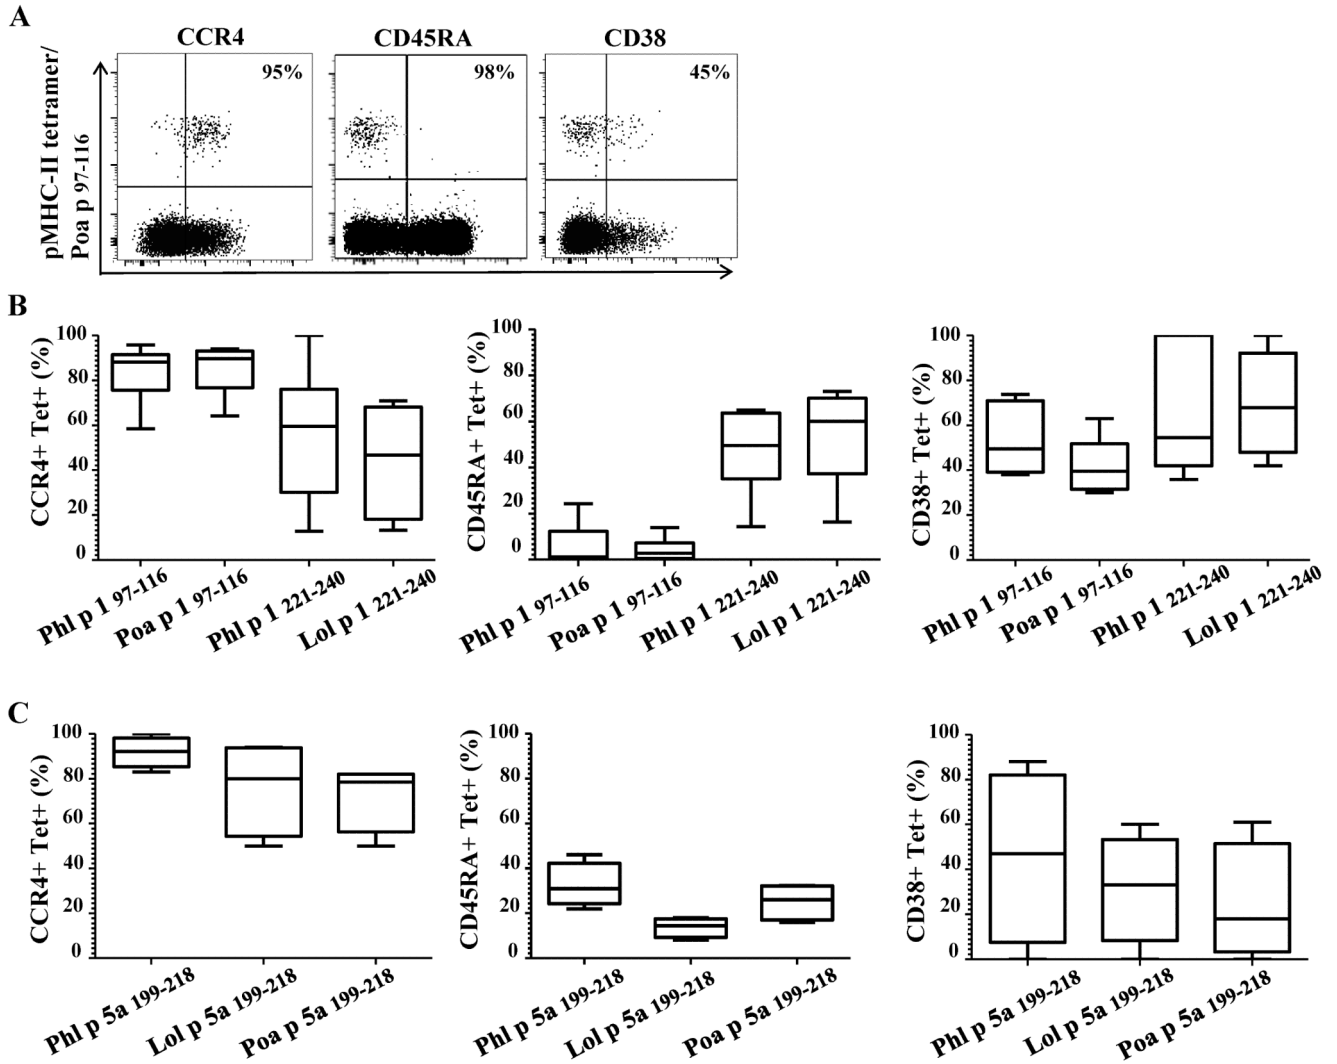 A
CCR4 CD45RA CD38
pMHC-II tetramer/
Poa p 97-116
95% 98% 45%
B
CCR4+ Tet+ (%)
100
80
60
40
20
0
Phl p 1 97-116
Poa p 1 97-116
Phl p 1 221-240
Lol p 1 221-240
CD45RA+ Tet+ (%)
100
80
60
40
20
0
Phl p 1 97-116
Poa p 1 97-116
Phl p 1 221-240
Lol p 1 221-240
CD38+ Tet+ (%)
100
80
60
40
20
0
Phl p 1 97-116
Poa p 1 97-116
Phl p 1 221-240
Lol p 1 221-240
C
CCR4+ Tet+ (%)
100
80
60
40
20
0
Phl p 5a 199-218
Lol p 5a 199-218
Poa p 5a 199-218
CD45RA+ Tet+ (%)
100
80
60
40
20
0
Phl p 5a 199-218
Lol p 5a 199-218
Poa p 5a 199-218
CD38+ Tet+ (%)
100
80
60
40
20
0
Phl p 5a 199-218
Lol p 5a 199-218
Poa p 5a 199-218